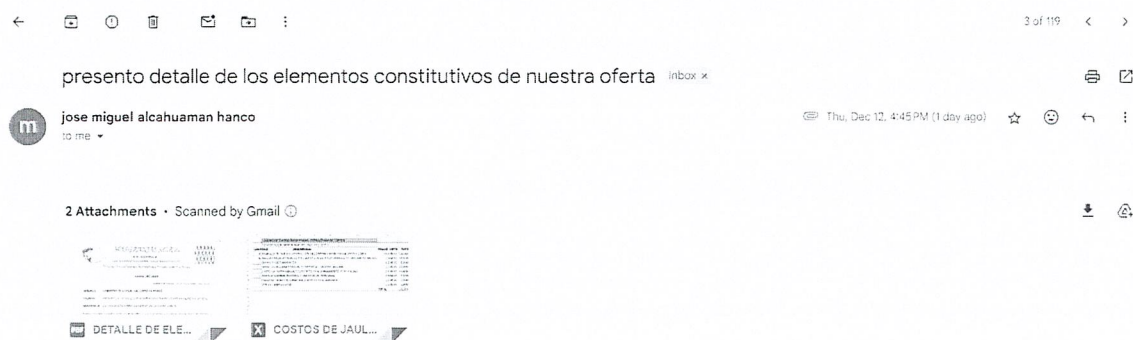 3 of 119
presento detalle de los elementos constitutivos de nuestra oferta Inbox ×
m
jose miguel alcahuaman hanco
Thu, Dec 12, 4:45 PM (1 day ago)
to me
2 Attachments • Scanned by Gmail
PDF DETALLE DE ELE...
X COSTOS DE JAUL...